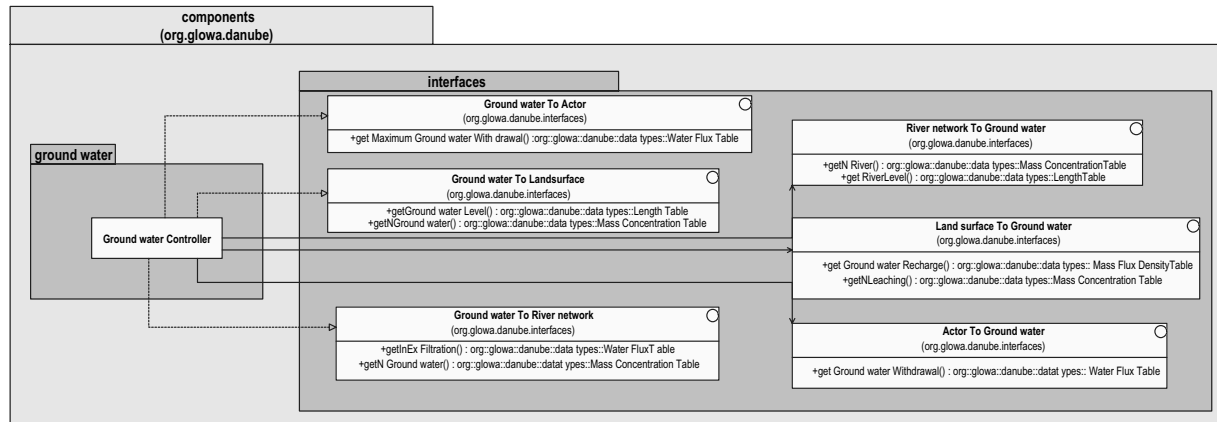 components
(org.glowa.danube)
interfaces
Ground water To Actor
(org.glowa.danube.interfaces)
+get Maximum Ground water With drawal() :org::glowa::danube::data types::Water Flux Table
River network To Ground water
(org.glowa.danube.interfaces)
+getN River() : org::glowa::danube::data types::Mass ConcentrationTable
+get RiverLevel() : org::glowa::danube::data types::LengthTable
ground water
Ground water To Landsurface
(org.glowa.danube.interfaces)
+getGround water Level() : org::glowa::danube::data types::Length Table
+getNGround water() : org::glowa::danube::data types::Mass Concentration Table
Ground water Controller
Land surface To Ground water
(org.glowa.danube.interfaces)
+get Ground water Recharge() : org::glowa::danube::data types:: Mass Flux DensityTable
+getNLeaching() : org::glowa::danube::data types::Mass Concentration Table
Ground water To River network
(org.glowa.danube.interfaces)
+getInEx Filtration() : org::glowa::danube::data types::Water FluxT able
+getN Ground water() : org::glowa::danube::datat ypes::Mass Concentration Table
Actor To Ground water
(org.glowa.danube.interfaces)
+get Ground water Withdrawal() : org::glowa::danube::datat ypes:: Water Flux Table